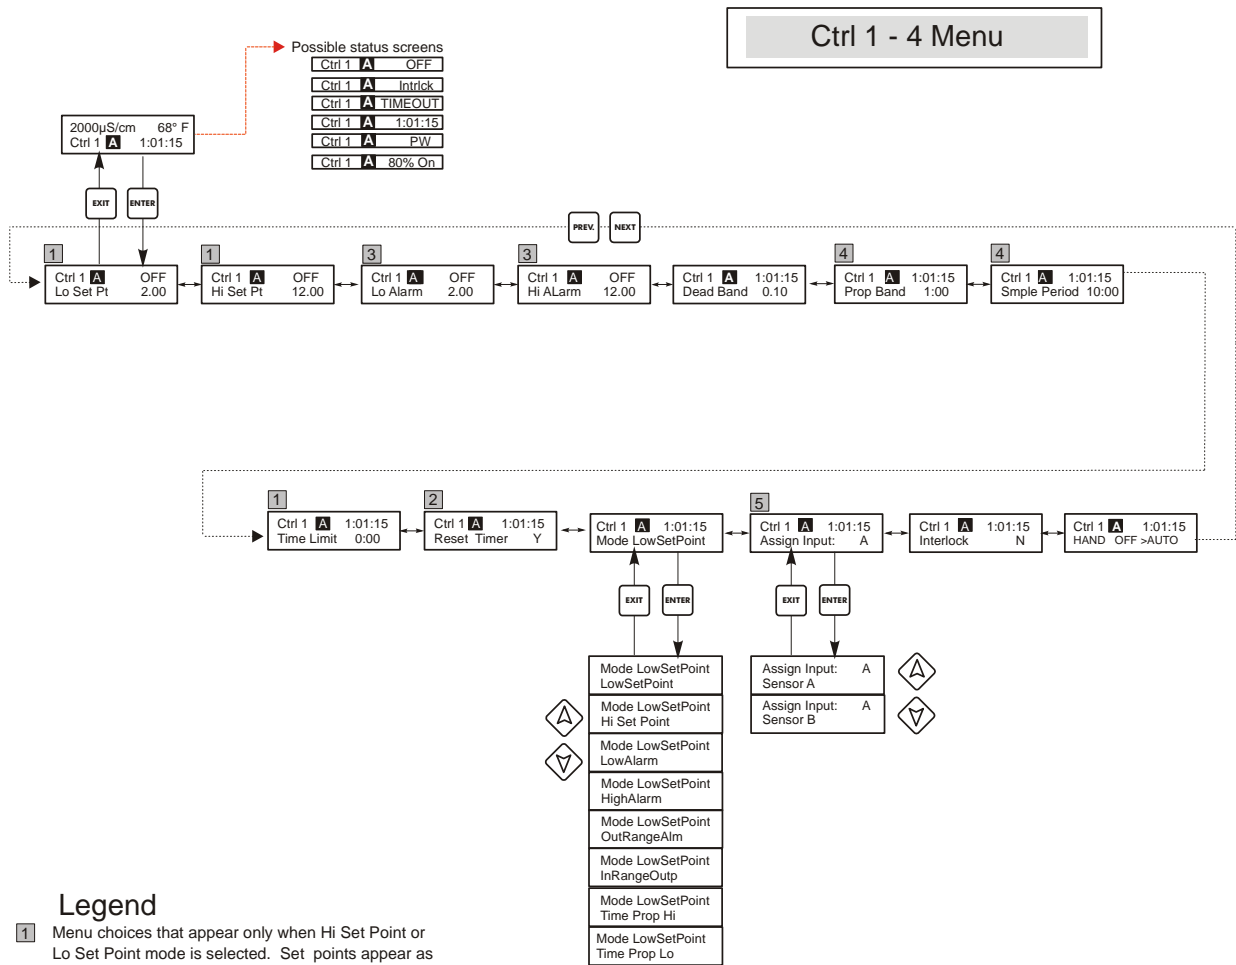 Ctrl 1 - 4 Menu
Possible status screens
Ctrl 1 A OFF
Ctrl 1 A Intrlck
Ctrl 1 A TIMEOUT
Ctrl 1 A 1:01:15
Ctrl 1 A PW
Ctrl 1 A 80% On
2000µS/cm 68° F
Ctrl 1 A 1:01:15
EXIT
ENTER
PREV.
NEXT
1
Ctrl 1 A OFF
Lo Set Pt 2.00
1
Ctrl 1 A OFF
Hi Set Pt 12.00
3
Ctrl 1 A OFF
Lo Alarm 2.00
3
Ctrl 1 A OFF
Hi ALarm 12.00
Ctrl 1 A 1:01:15
Dead Band 0.10
4
Ctrl 1 A 1:01:15
Prop Band 1:00
4
Ctrl 1 A 1:01:15
Smple Period 10:00
1
Ctrl 1 A 1:01:15
Time Limit 0:00
2
Ctrl 1 A 1:01:15
Reset Timer Y
Ctrl 1 A 1:01:15
Mode LowSetPoint
5
Ctrl 1 A 1:01:15
Assign Input: A
Ctrl 1 A 1:01:15
Interlock N
Ctrl 1 A 1:01:15
HAND OFF >AUTO
EXIT
ENTER
EXIT
ENTER
Mode LowSetPoint
LowSetPoint
Mode LowSetPoint
Hi Set Point
Mode LowSetPoint
LowAlarm
Mode LowSetPoint
HighAlarm
Mode LowSetPoint
OutRangeAlm
Mode LowSetPoint
InRangeOutp
Mode LowSetPoint
Time Prop Hi
Mode LowSetPoint
Time Prop Lo
Assign Input: A
Sensor A
Assign Input: A
Sensor B
Legend
1 Menu choices that appear only when Hi Set Point or
Lo Set Point mode is selected. Set points appear as